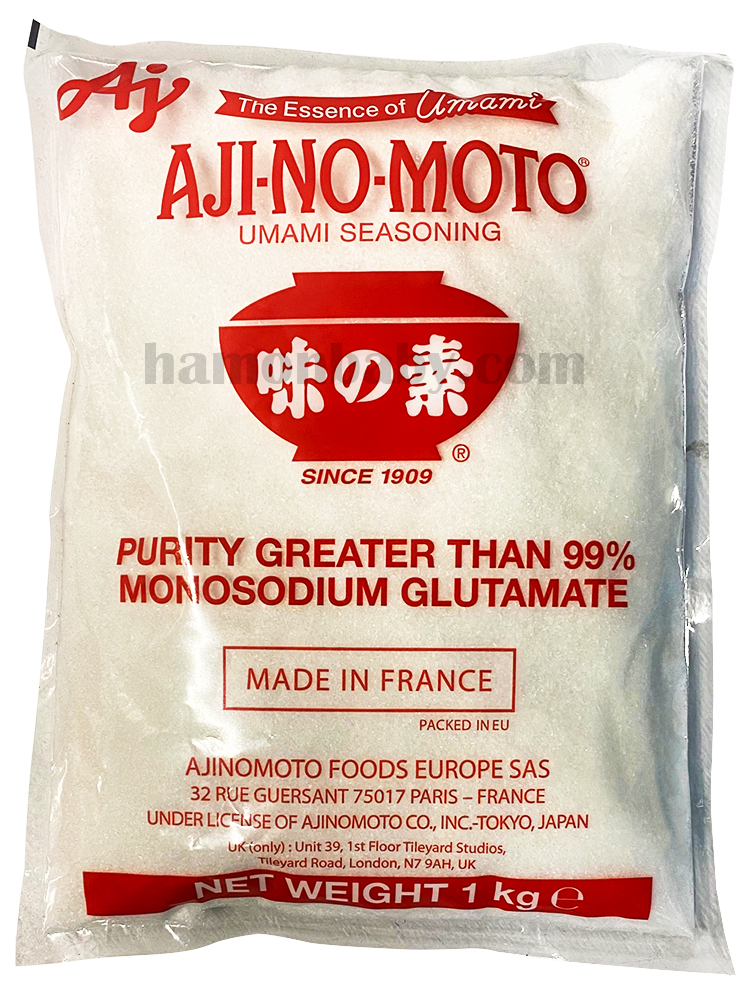 Aj
The Essence of Umami
AJI-NO-MOTO®
UMAMI SEASONING
味の素
hamonbaby.com
®
SINCE 1909
PURITY GREATER THAN 99%
MONOSODIUM GLUTAMATE
MADE IN FRANCE
PACKED IN EU
AJINOMOTO FOODS EUROPE SAS
32 RUE GUERSANT 75017 PARIS – FRANCE
UNDER LICENSE OF AJINOMOTO CO., INC.-TOKYO, JAPAN
UK (only) : Unit 39, 1st Floor Tileyard Studios,
Tileyard Road, London, N7 9AH, UK
NET WEIGHT 1 kg ℮